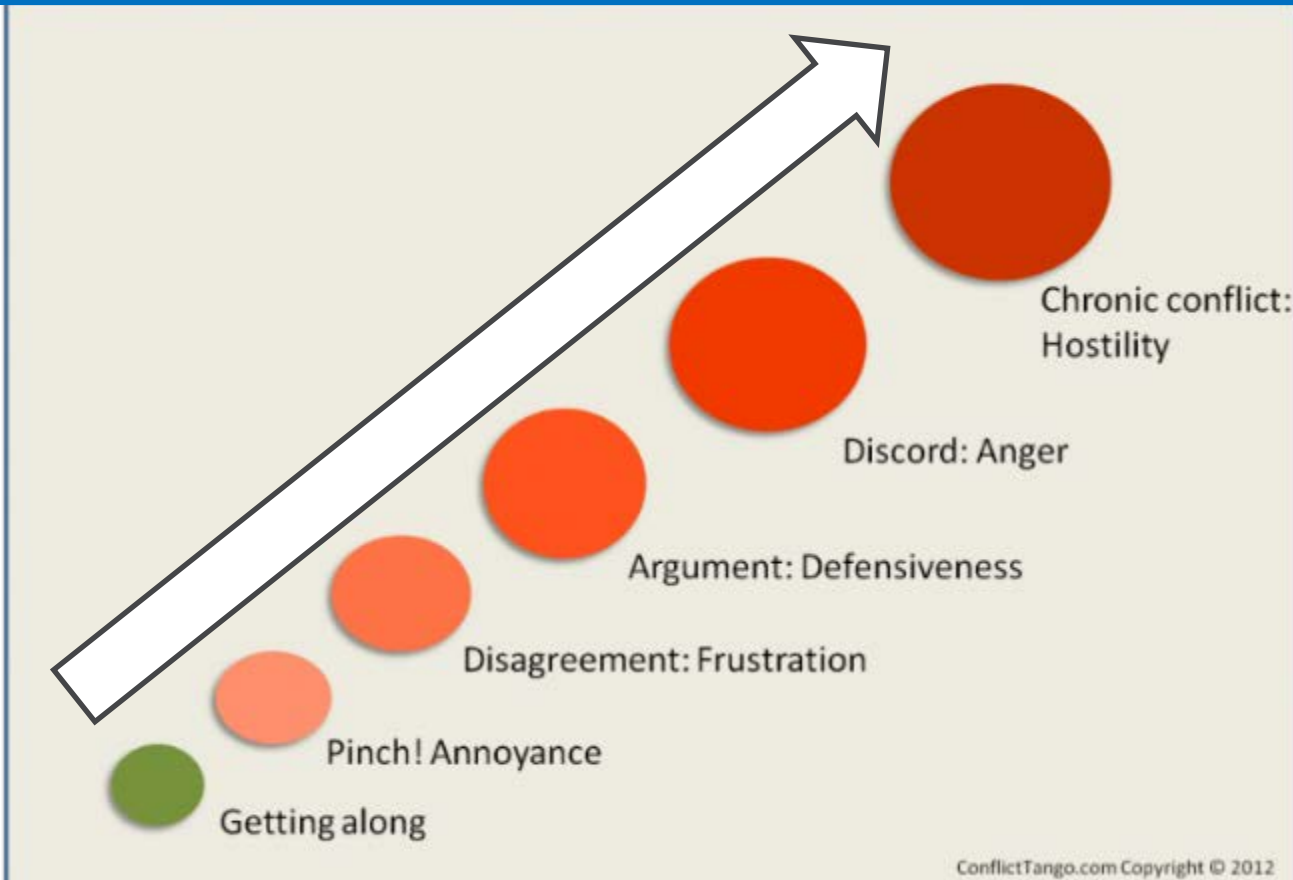 Chronic conflict:
Hostility
Discord: Anger
Argument: Defensiveness
Disagreement: Frustration
Pinch! Annoyance
Getting along
ConflictTango.com Copyright © 2012